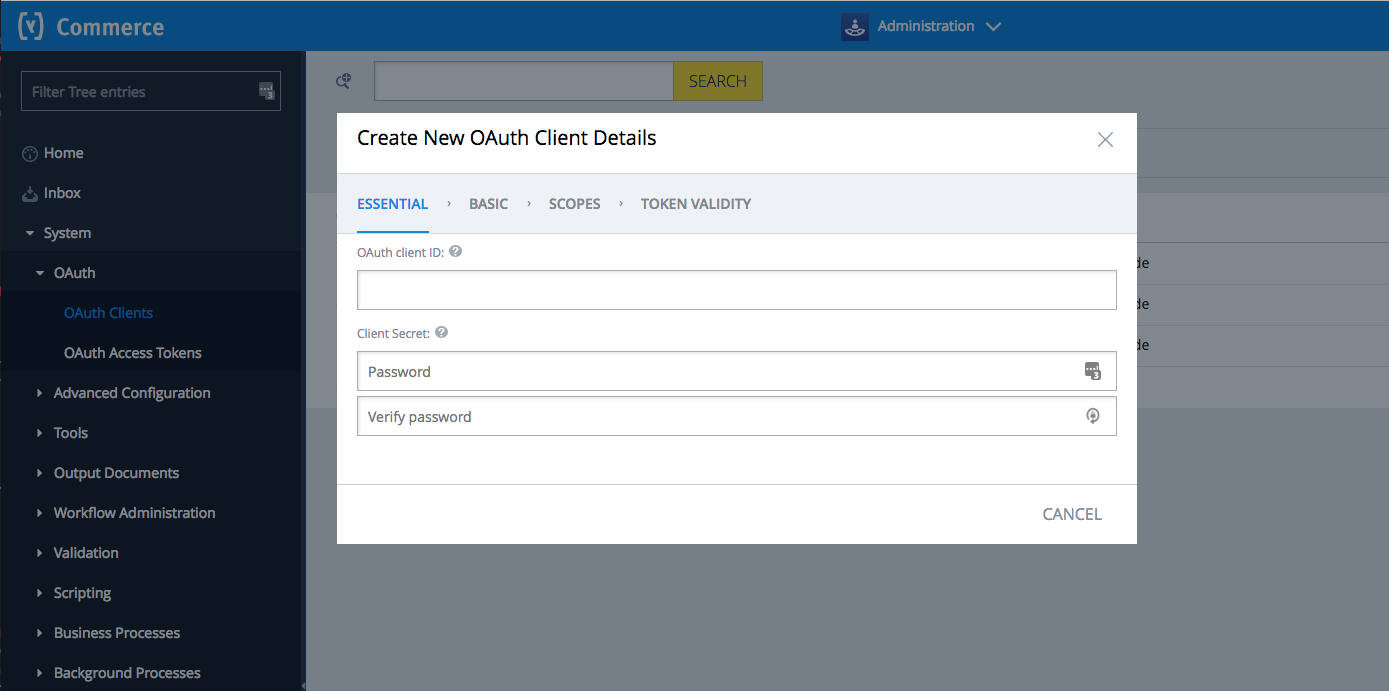 Commerce
Administration
Filter Tree entries
3
SEARCH
Home
Inbox
System
OAuth
OAuth Clients
OAuth Access Tokens
Advanced Configuration
Tools
Output Documents
Workflow Administration
Validation
Scripting
Business Processes
Background Processes
Create New OAuth Client Details
ESSENTIAL › BASIC › SCOPES › TOKEN VALIDITY
OAuth client ID: ?
Client Secret: ?
Password
3
Verify password
CANCEL
de
de
de